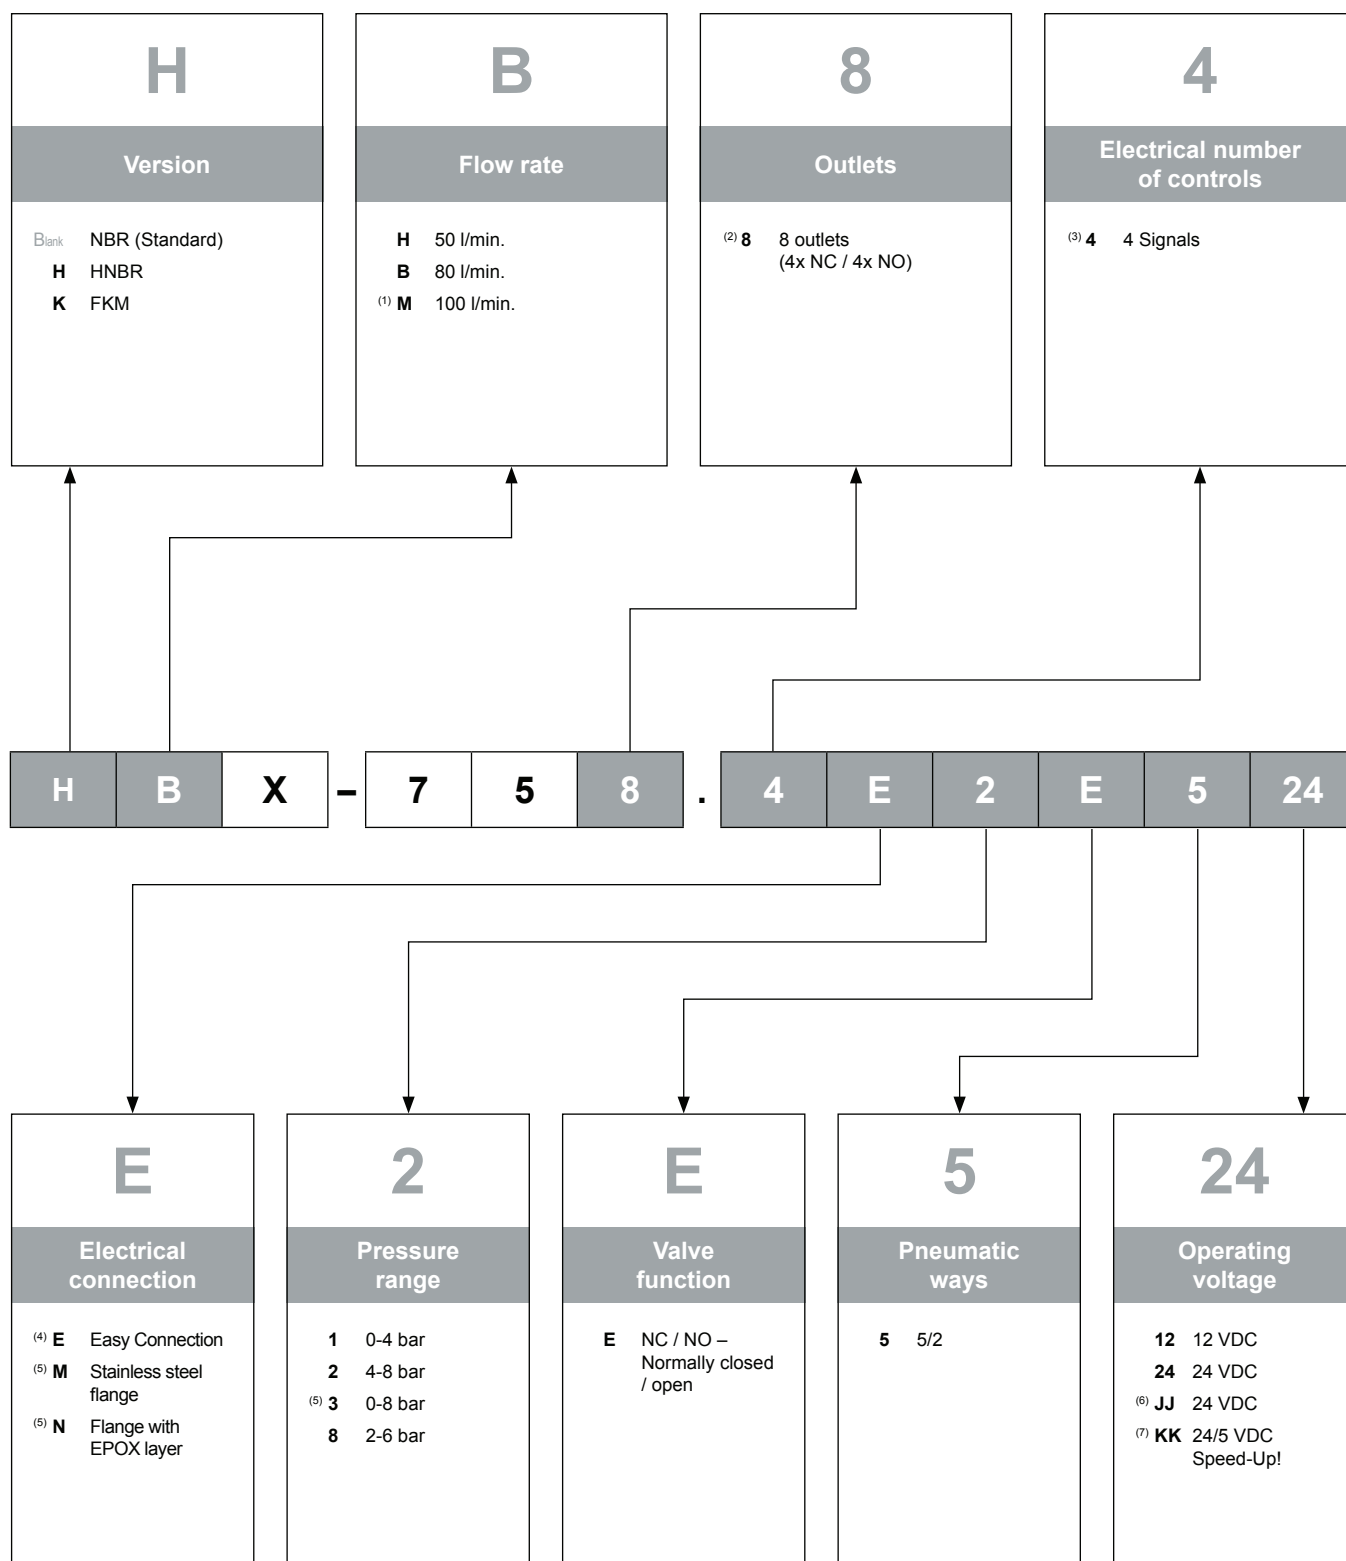 H
Version
Blank NBR (Standard)
H HNBR
K FKM
B
Flow rate
H 50 l/min.
B 80 l/min.
(1) M 100 l/min.
8
Outlets
(2) 8 8 outlets
(4x NC / 4x NO)
4
Electrical number
of controls
(3) 4 4 Signals
H B X – 7 5 8 . 4 E 2 E 5 24
E
Electrical
connection
(4) E Easy Connection
(5) M Stainless steel
flange
(5) N Flange with
EPOX layer
2
Pressure
range
1 0-4 bar
2 4-8 bar
(5) 3 0-8 bar
8 2-6 bar
E
Valve
function
E NC / NO –
Normally closed
/ open
5
Pneumatic
ways
5 5/2
24
Operating
voltage
12 12 VDC
24 24 VDC
(6) JJ 24 VDC
(7) KK 24/5 VDC
Speed-Up!